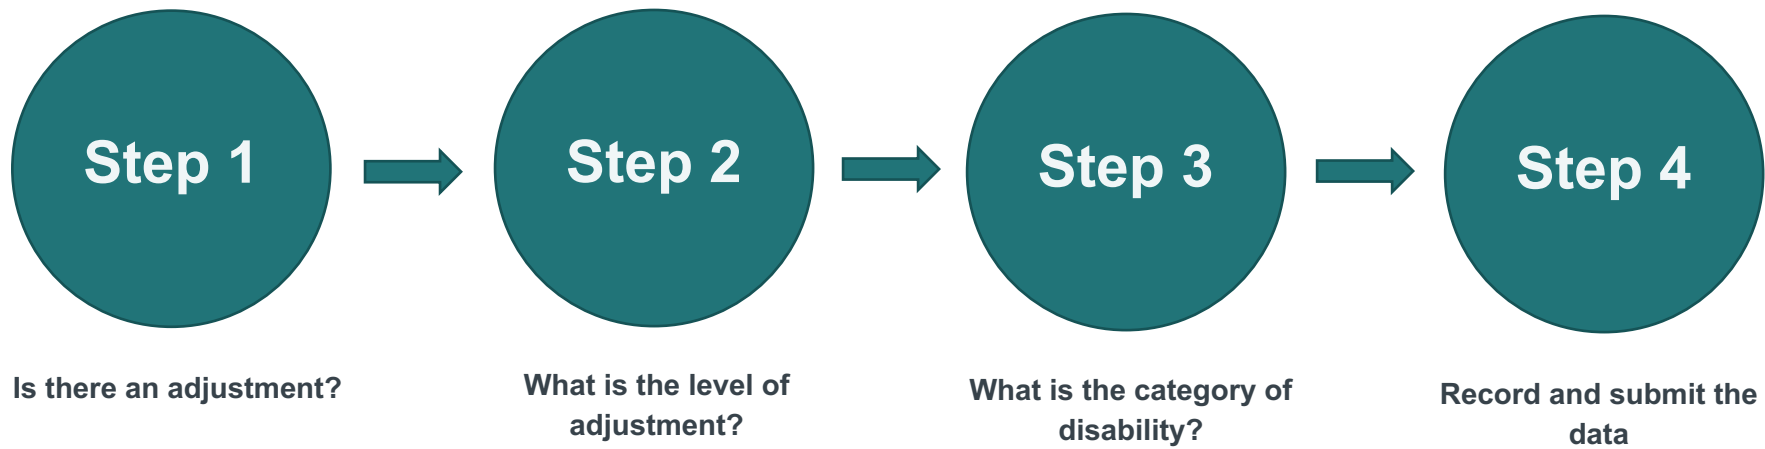 Step 1
Step 2
Step 3
Step 4
Is there an adjustment?
What is the level of
adjustment?
What is the category of
disability?
Record and submit the
data